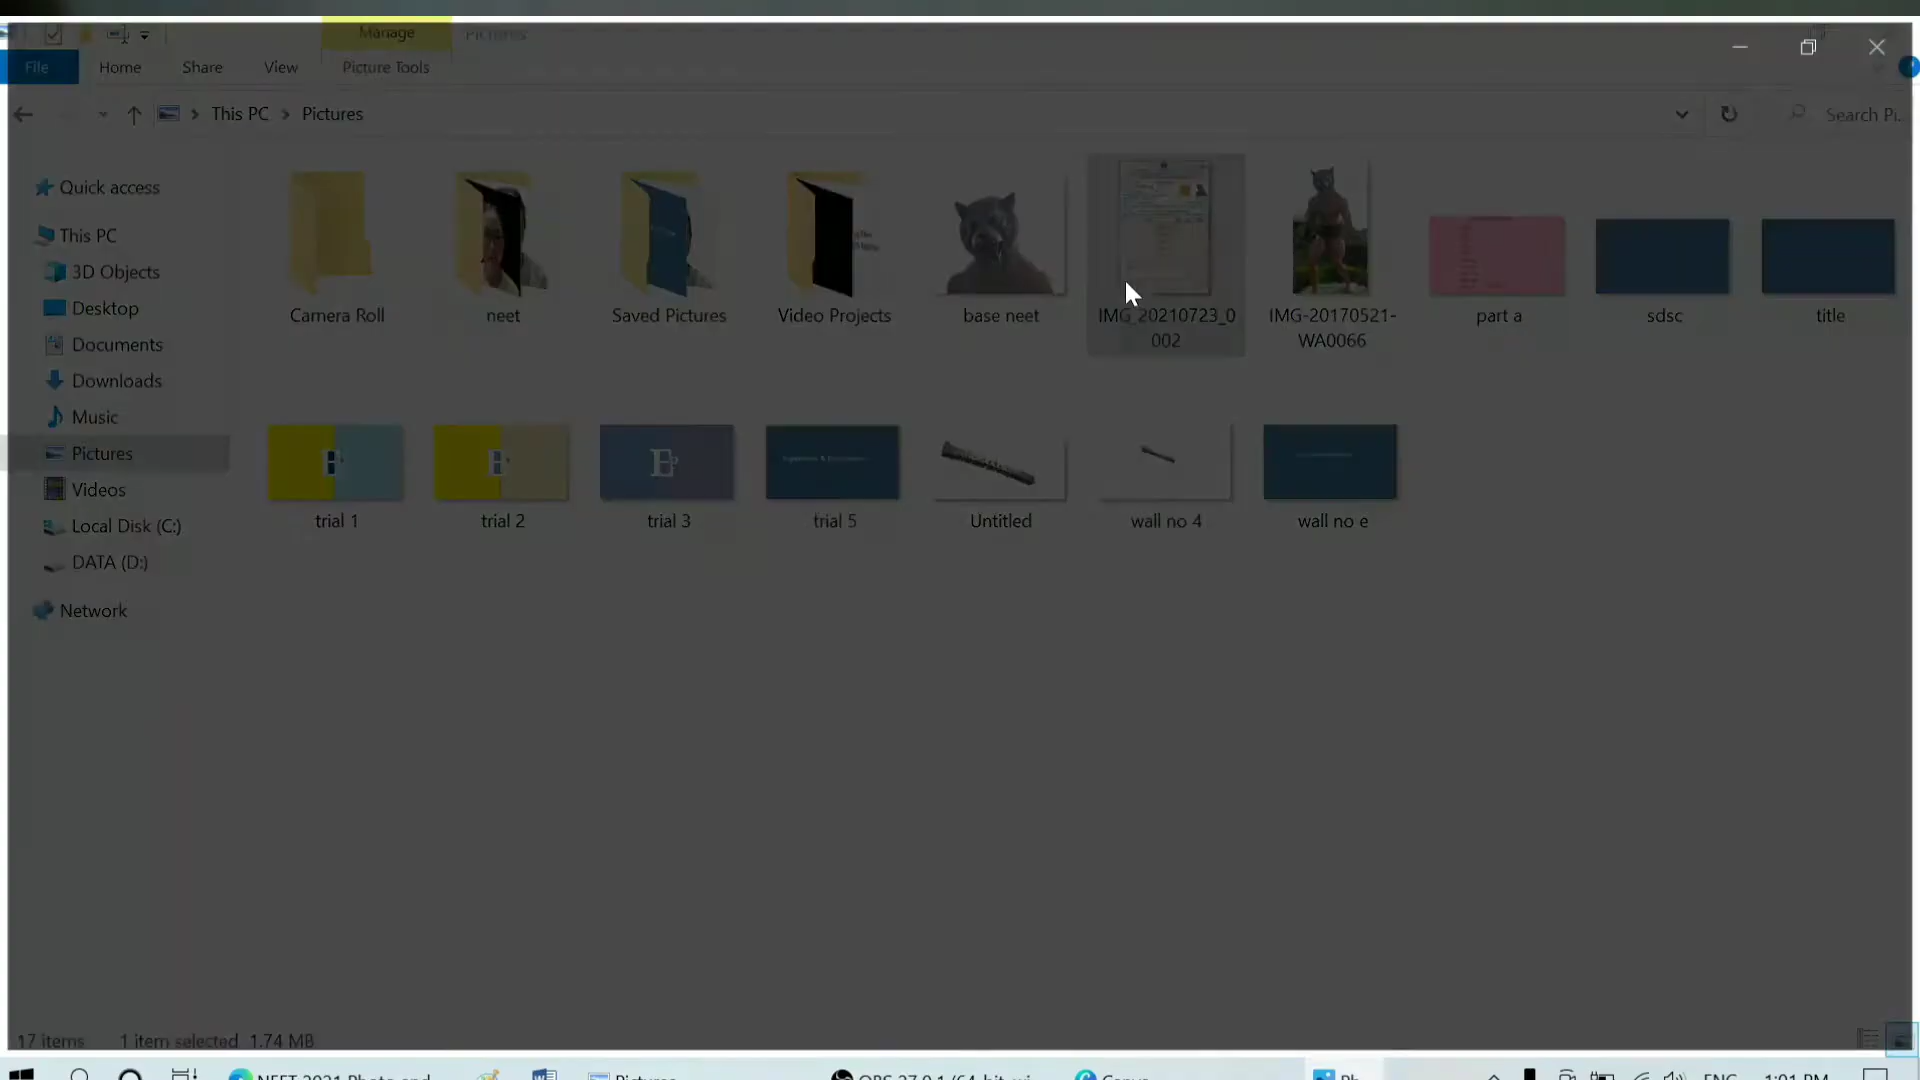 Manage Pictures
File Home Share View Picture Tools
This PC Pictures Search Pi..
Quick access
This PC
3D Objects
Desktop
Documents
Downloads
Music
Pictures
Videos
Local Disk (C:)
DATA (D:)
Network
Camera Roll neet Saved Pictures Video Projects base neet IMG_20210723_0 IMG-20170521- part a sdsc title
002 WA0066
trial 1 trial 2 trial 3 trial 5 Untitled wall no 4 wall no e
17 items 1 item selected 1.74 MB
NEET 2021 Photo and Pictures OBS 27.0.1 (64-bit, wi Canva Ph ENG 1:01 PM